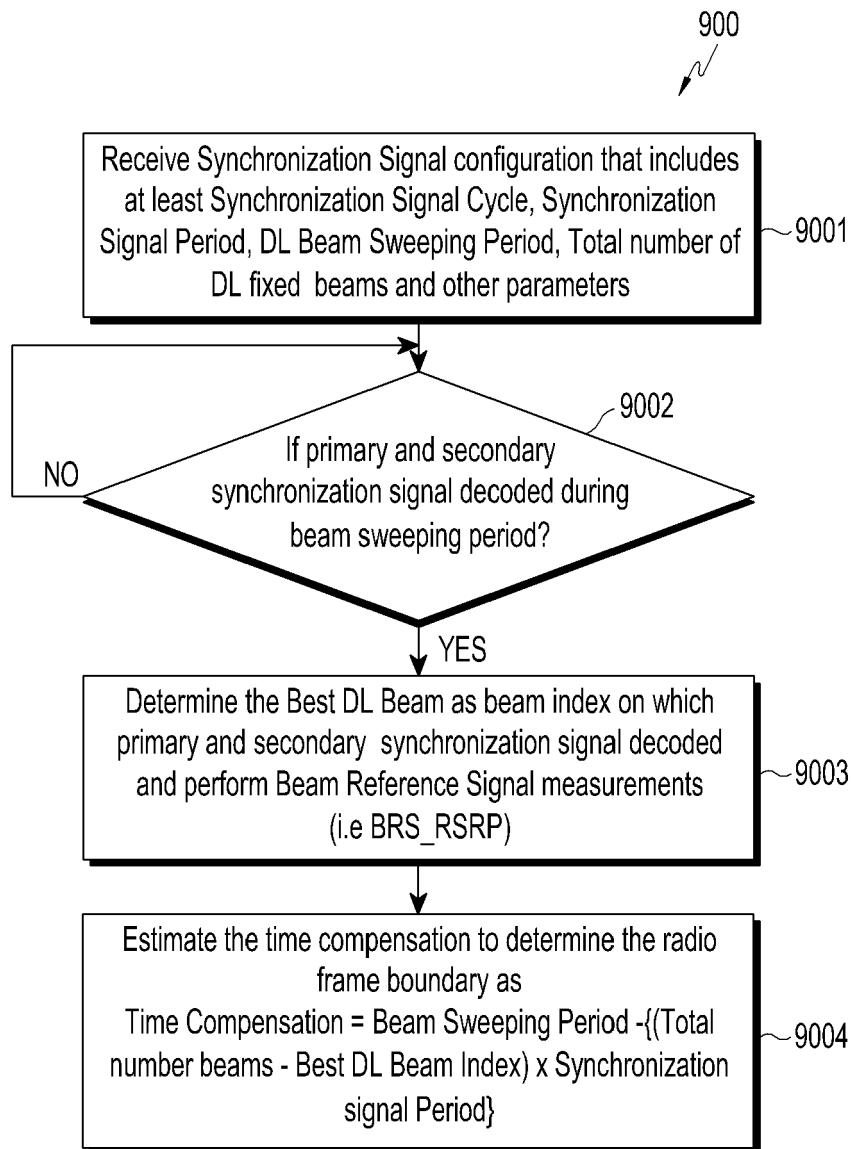 900
Receive Synchronization Signal configuration that includes
at least Synchronization Signal Cycle, Synchronization
Signal Period, DL Beam Sweeping Period, Total number of
DL fixed beams and other parameters
9001
9002
If primary and secondary
synchronization signal decoded during
beam sweeping period?
NO
YES
Determine the Best DL Beam as beam index on which
primary and secondary synchronization signal decoded
and perform Beam Reference Signal measurements
(i.e BRS_RSRP)
9003
Estimate the time compensation to determine the radio
frame boundary as
Time Compensation = Beam Sweeping Period -{(Total
number beams - Best DL Beam Index) x Synchronization
signal Period}
9004